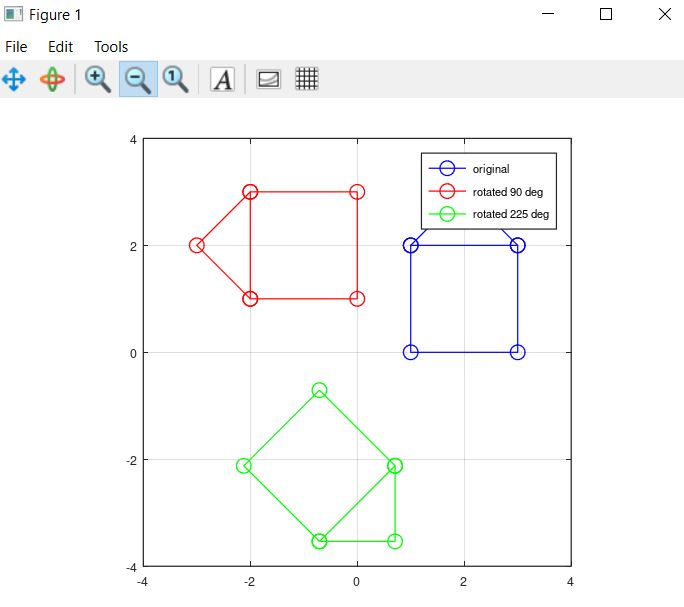 Figure 1
File Edit Tools
A
4
2
0
-2
-4
-4 -2 0 2 4
original
rotated 90 deg
rotated 225 deg